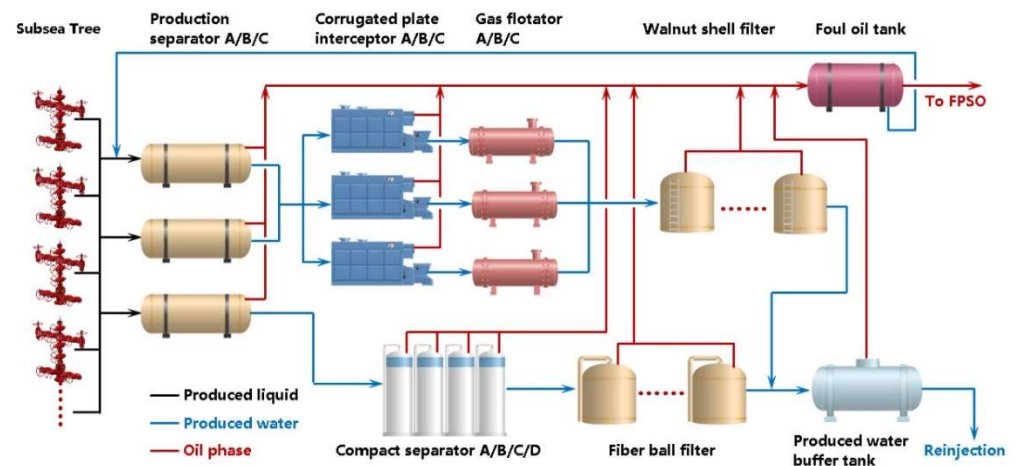 Subsea Tree
Production
separator A/B/C
Corrugated plate
interceptor A/B/C
Gas flotator
A/B/C
Walnut shell filter
Foul oil tank
To FPSO
Produced liquid
Produced water
Oil phase
Compact separator A/B/C/D
Fiber ball filter
Produced water
buffer tank
Reinjection